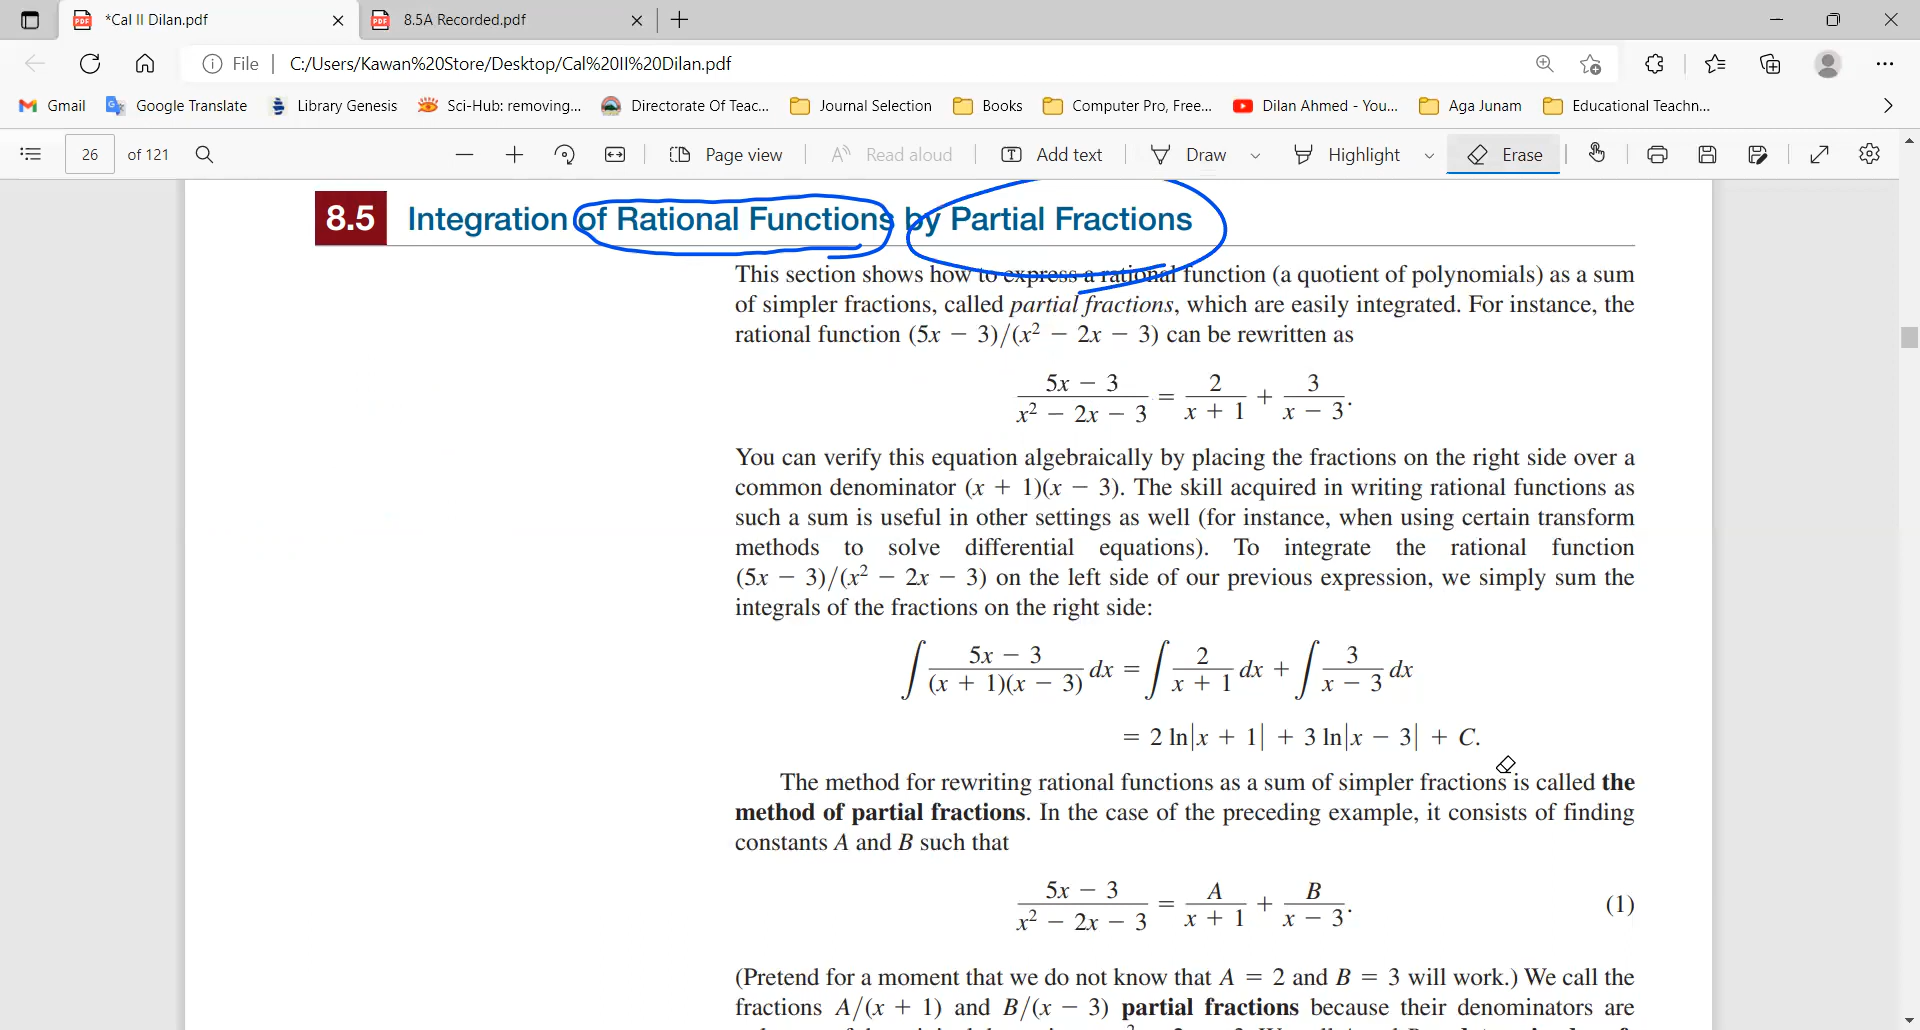 *Cal II Dilan.pdf
8.5A Recorded.pdf
File | C:/Users/Kawan%20Store/Desktop/Cal%20II%20Dilan.pdf
Gmail Google Translate Library Genesis Sci-Hub: removing... Directorate Of Teac... Journal Selection Books Computer Pro, Free... Dilan Ahmed - You... Aga Junam Educational Teachn...
26 of 121 Page view Read aloud Add text Draw Highlight Erase
8.5 Integration of Rational Functions by Partial Fractions
This section shows how to express a rational function (a quotient of polynomials) as a sum
of simpler fractions, called partial fractions, which are easily integrated. For instance, the
rational function (5x − 3)/(x² − 2x − 3) can be rewritten as
(5x − 3)/(x² − 2x − 3) = 2/(x + 1) + 3/(x − 3).
You can verify this equation algebraically by placing the fractions on the right side over a
common denominator (x + 1)(x − 3). The skill acquired in writing rational functions as
such a sum is useful in other settings as well (for instance, when using certain transform
methods to solve differential equations). To integrate the rational function
(5x − 3)/(x² − 2x − 3) on the left side of our previous expression, we simply sum the
integrals of the fractions on the right side:
∫ (5x − 3)/((x + 1)(x − 3)) dx = ∫ 2/(x + 1) dx + ∫ 3/(x − 3) dx
= 2 ln|x + 1| + 3 ln|x − 3| + C.
The method for rewriting rational functions as a sum of simpler fractions is called the
method of partial fractions. In the case of the preceding example, it consists of finding
constants A and B such that
(5x − 3)/(x² − 2x − 3) = A/(x + 1) + B/(x − 3). (1)
(Pretend for a moment that we do not know that A = 2 and B = 3 will work.) We call the
fractions A/(x + 1) and B/(x − 3) partial fractions because their denominators are